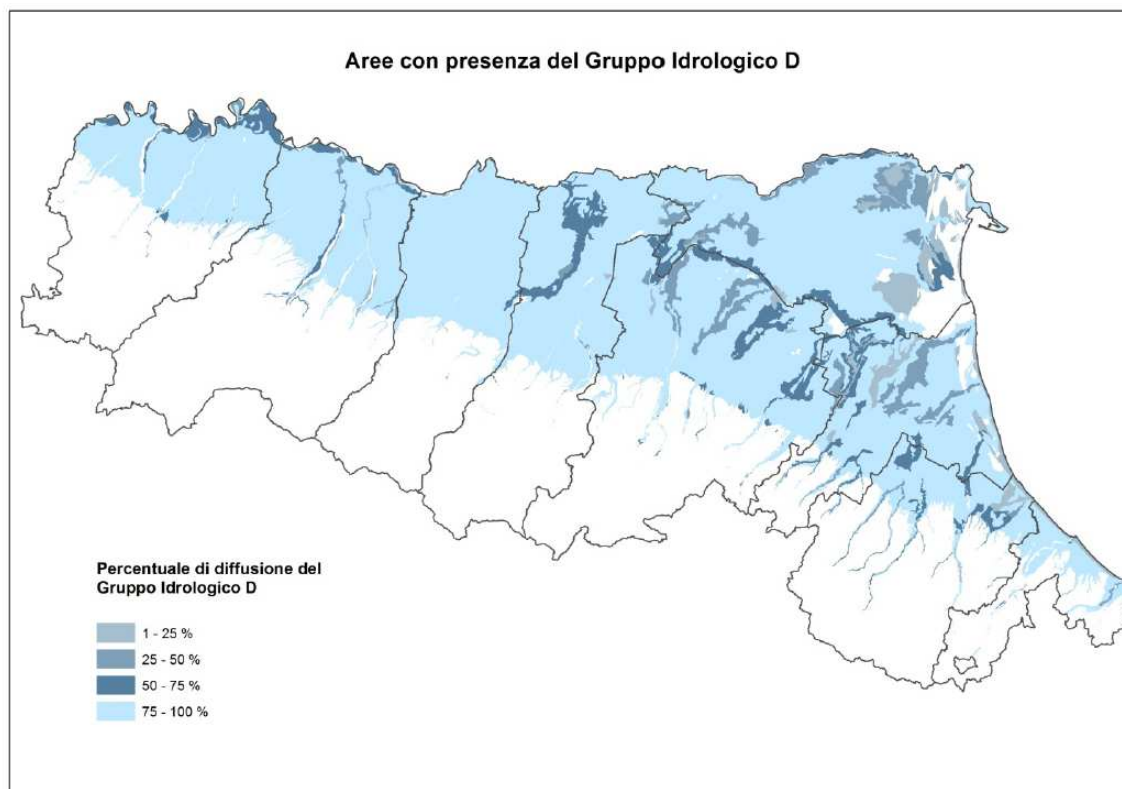 Aree con presenza del Gruppo Idrologico D
Percentuale di diffusione del
Gruppo Idrologico D
1 - 25 %
25 - 50 %
50 - 75 %
75 - 100 %